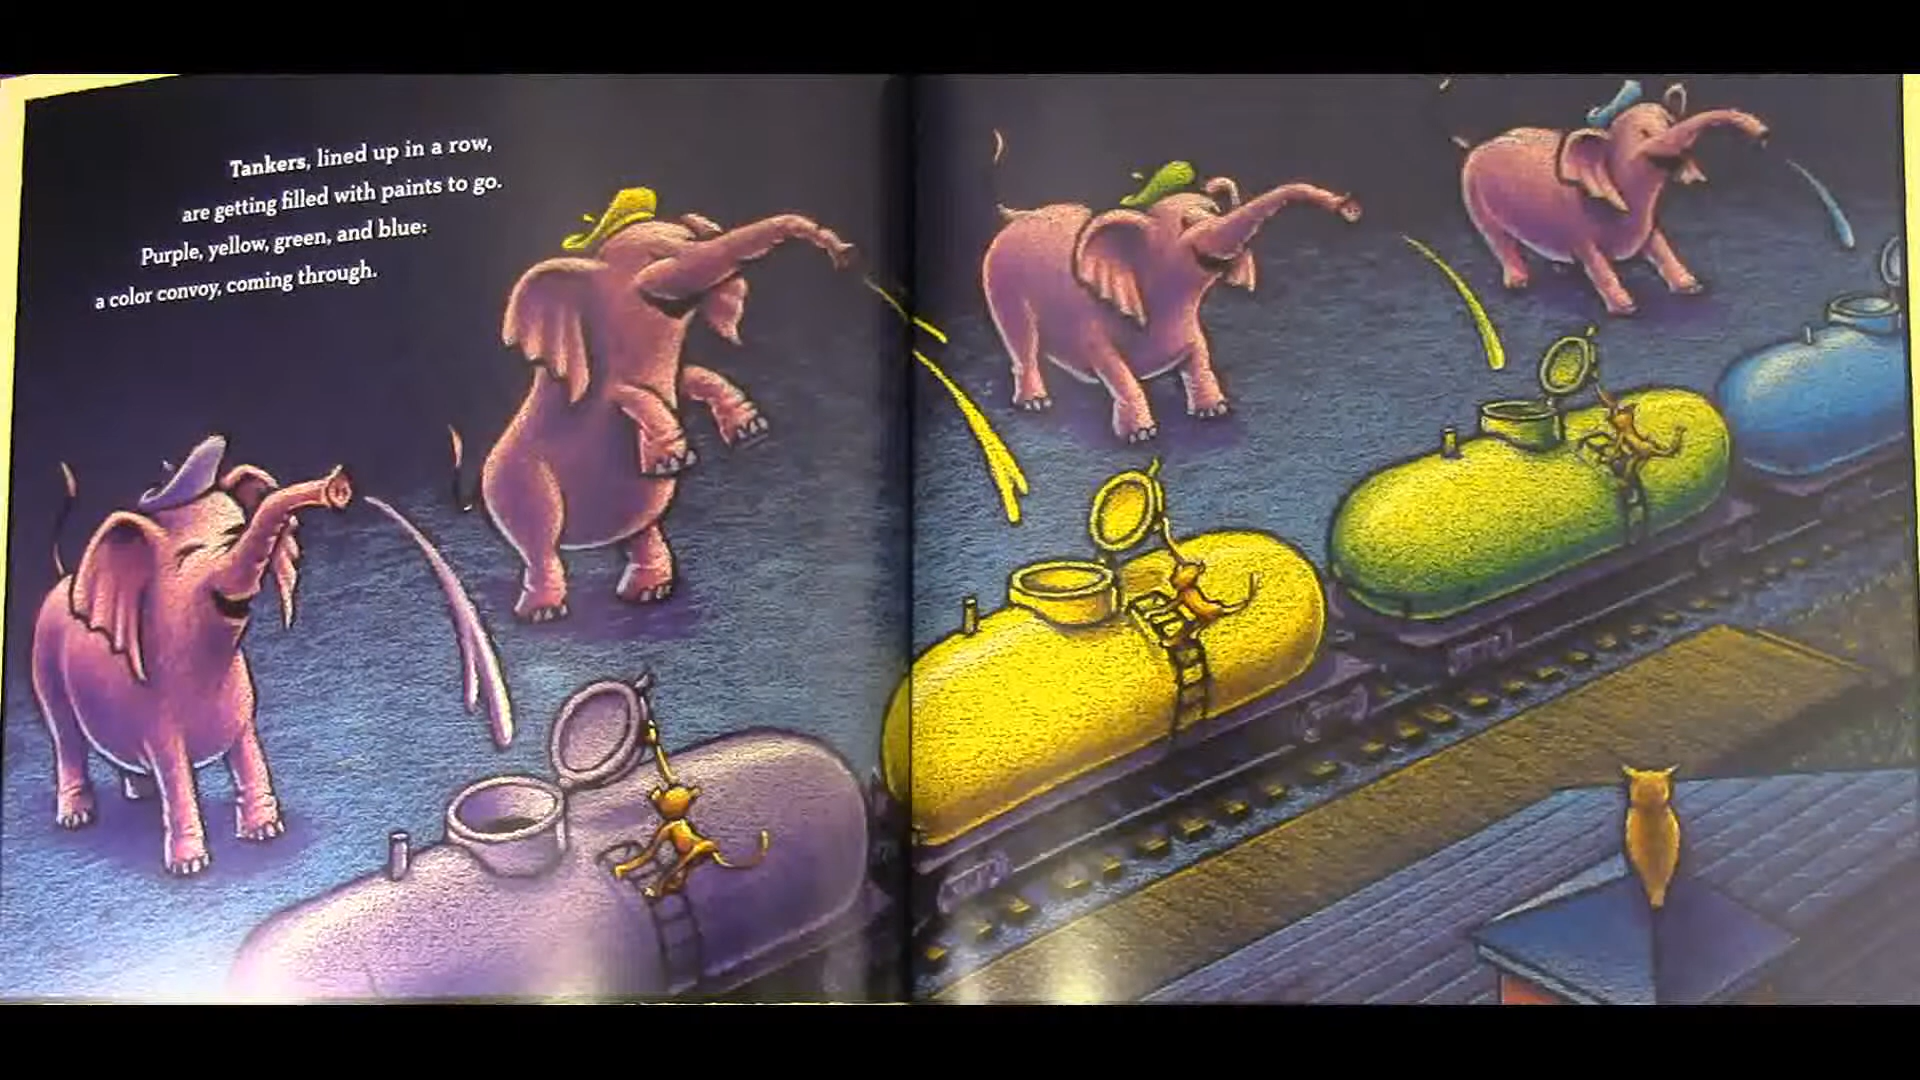 Tankers, lined up in a row,
are getting filled with paints to go.
Purple, yellow, green, and blue:
a color convoy, coming through.